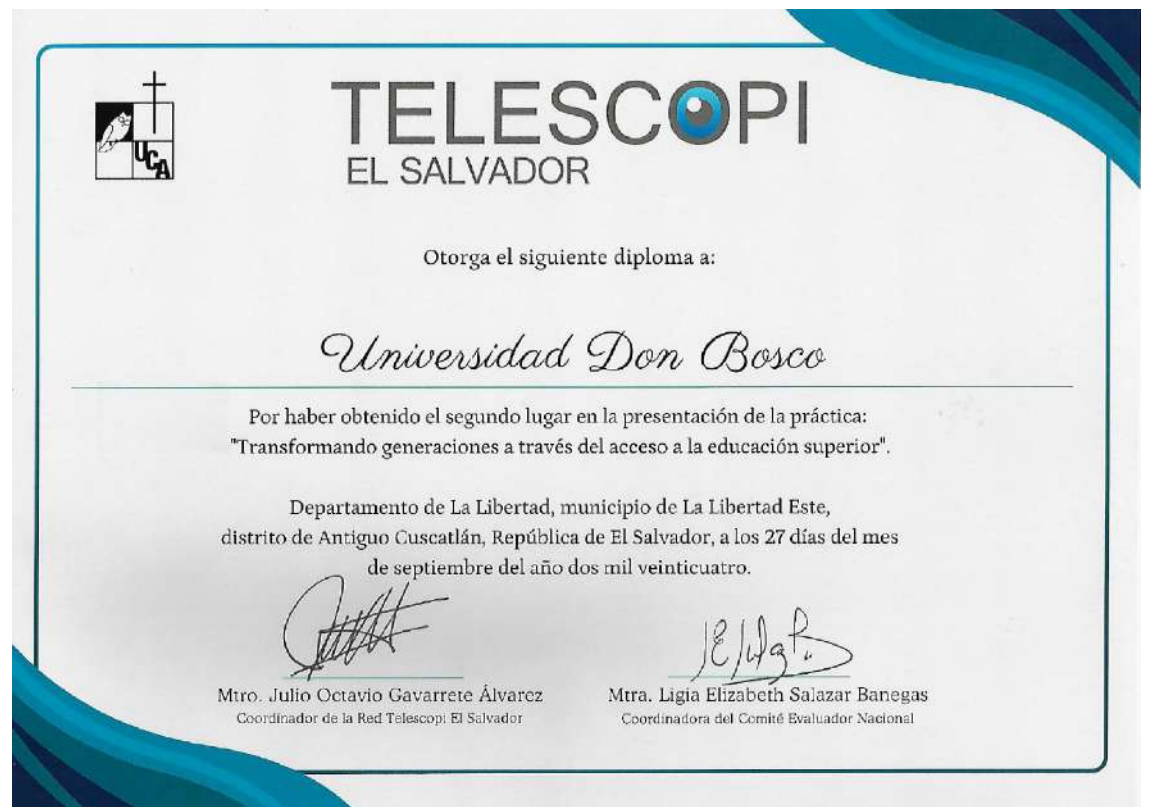 UCA
TELESCOPI
EL SALVADOR
Otorga el siguiente diploma a:
Universidad Don Bosco
Por haber obtenido el segundo lugar en la presentación de la práctica:
"Transformando generaciones a través del acceso a la educación superior".
Departamento de La Libertad, municipio de La Libertad Este,
distrito de Antiguo Cuscatlán, República de El Salvador, a los 27 días del mes
de septiembre del año dos mil veinticuatro.
Mtro. Julio Octavio Gavarrete Álvarez
Coordinador de la Red Telescopi El Salvador
Mtra. Ligia Elizabeth Salazar Banegas
Coordinadora del Comité Evaluador Nacional